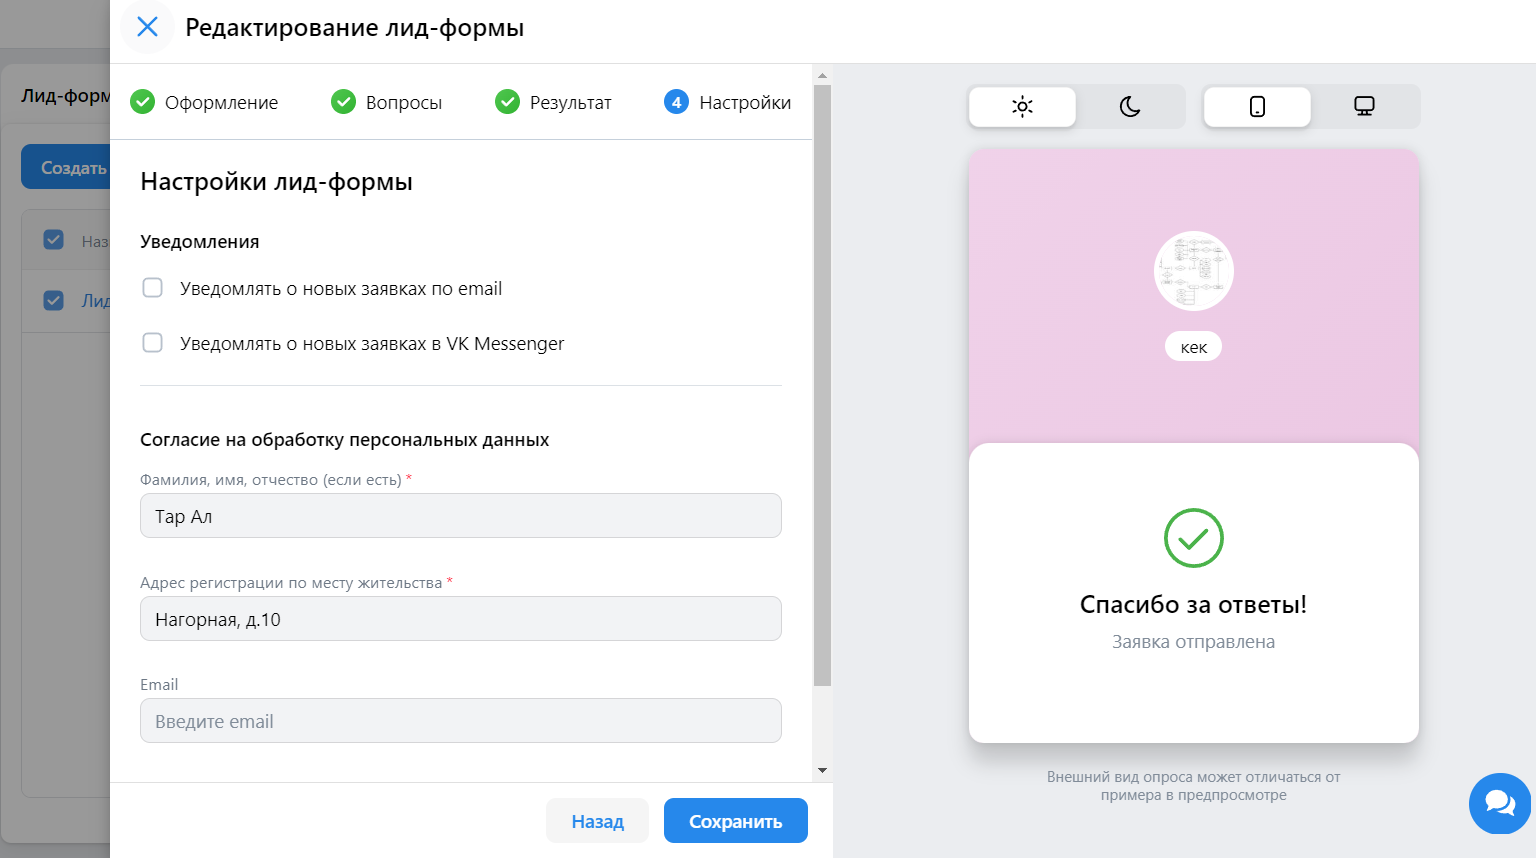 Редактирование лид-формы
Лид-форм
Создать
Наз
Лид
Оформление
Вопросы
Результат
4 Настройки
Настройки лид-формы
Уведомления
Уведомлять о новых заявках по email
Уведомлять о новых заявках в VK Messenger
Согласие на обработку персональных данных
Фамилия, имя, отчество (если есть) *
Тар Ал
Адрес регистрации по месту жительства *
Нагорная, д.10
Email
Введите email
Назад
Сохранить
кек
Спасибо за ответы!
Заявка отправлена
Внешний вид опроса может отличаться от
примера в предпросмотре